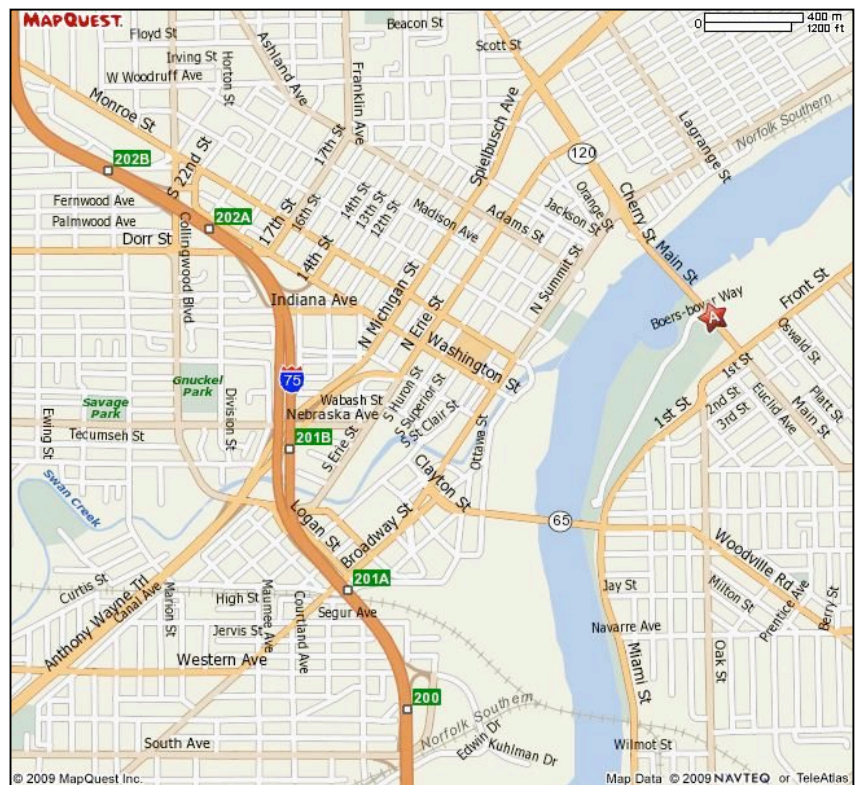 MAPQUEST.
Beacon St
0 400 m
1200 ft
Floyd St
Scott St
Irving St
W Woodruff Ave
Horton St
Ashland Ave
Franklin Ave
Monroe St
Spielbusch Ave
Lagrange St
Norfolk Southern
202B
S 22nd St
17th St
120
Fernwood Ave
Palmwood Ave
202A
Dorr St
Collingwood Blvd
17th St
16th St
14th St
13th St
12th St
14th St
Madison Ave
Adams St
Orange St
Jackson St
Cherry St
Main St
N Summit St
Indiana Ave
N Michigan St
N Erie St
Washington St
Boers-boyer Way
A
Front St
75
Gnuckel
Park
Savage
Park
Division St
Wabash St
Nebraska Ave
S Huron St
S Superior St
S St Clair St
1st St
Oswald St
Platt St
2nd St
3rd St
Euclid Ave
Main St
1st St
Ewing St
Tecumseh St
201B
S Erie St
Ottawa St
Clayton St
Swan Creek
Logan St
Broadway St
65
Woodville Rd
201A
Curtis St
Anthony Wayne Trl
Canal Ave
Marion St
High St
Maumee Ave
Courtland Ave
Segur Ave
Jay St
Milton St
Prentice Ave
Berry St
Jervis St
Navarre Ave
Western Ave
Miami St
Oak St
200
Norfolk Southern
South Ave
Edwin Dr
Kuhlman Dr
Wilmot St
© 2009 MapQuest Inc.
Map Data © 2009 NAVTEQ or TeleAtlas